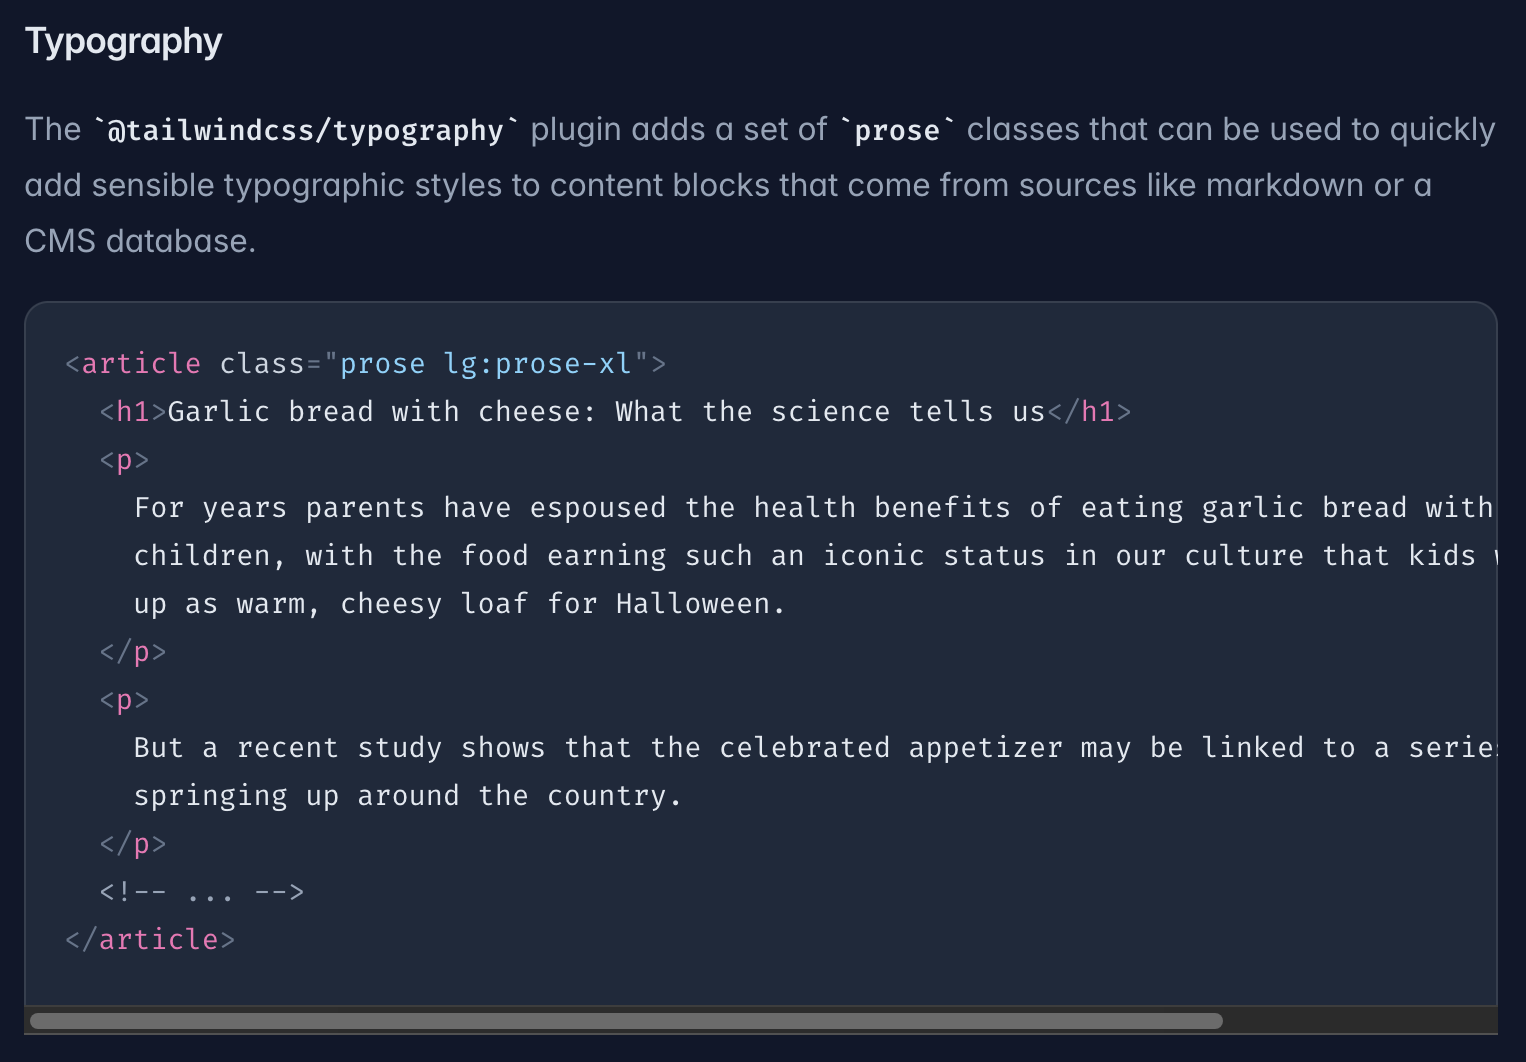 Typography
The `@tailwindcss/typography` plugin adds a set of `prose` classes that can be used to quickly
add sensible typographic styles to content blocks that come from sources like markdown or a
CMS database.
<article class="prose lg:prose-xl">
  <h1>Garlic bread with cheese: What the science tells us</h1>
  <p>
    For years parents have espoused the health benefits of eating garlic bread with
    children, with the food earning such an iconic status in our culture that kids
    up as warm, cheesy loaf for Halloween.
  </p>
  <p>
    But a recent study shows that the celebrated appetizer may be linked to a
    springing up around the country.
  </p>
  <!-- ... -->
</article>